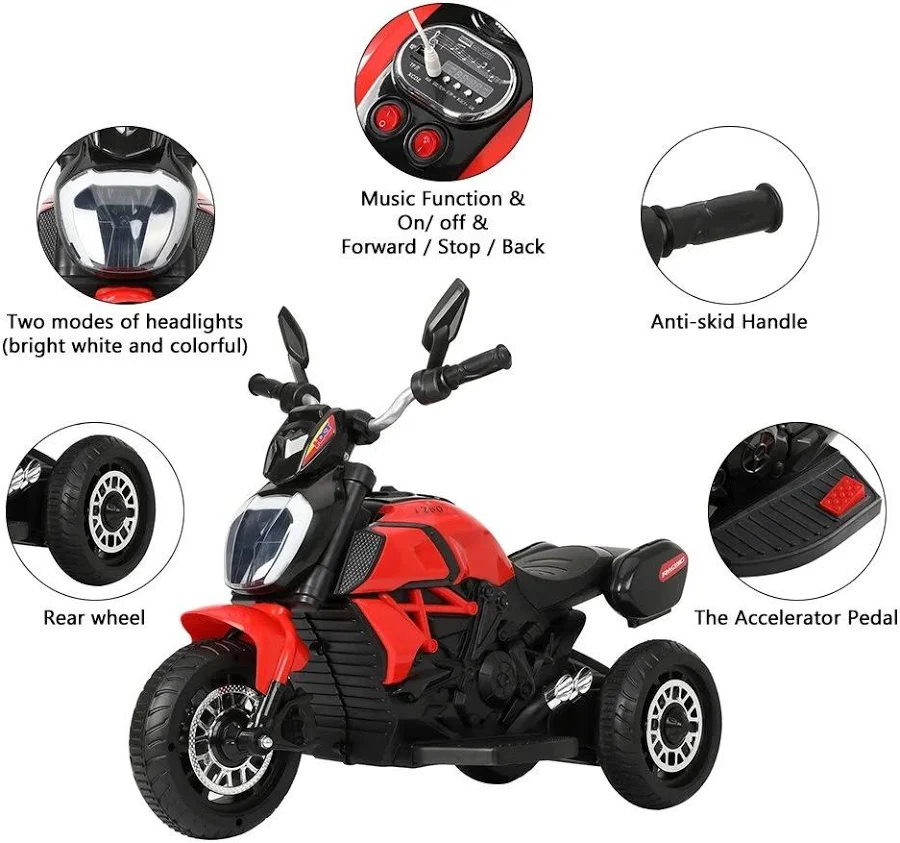 Music Function &
On/ off &
Forward / Stop / Back
Anti-skid Handle
Two modes of headlights
(bright white and colorful)
Rear wheel
The Accelerator Pedal